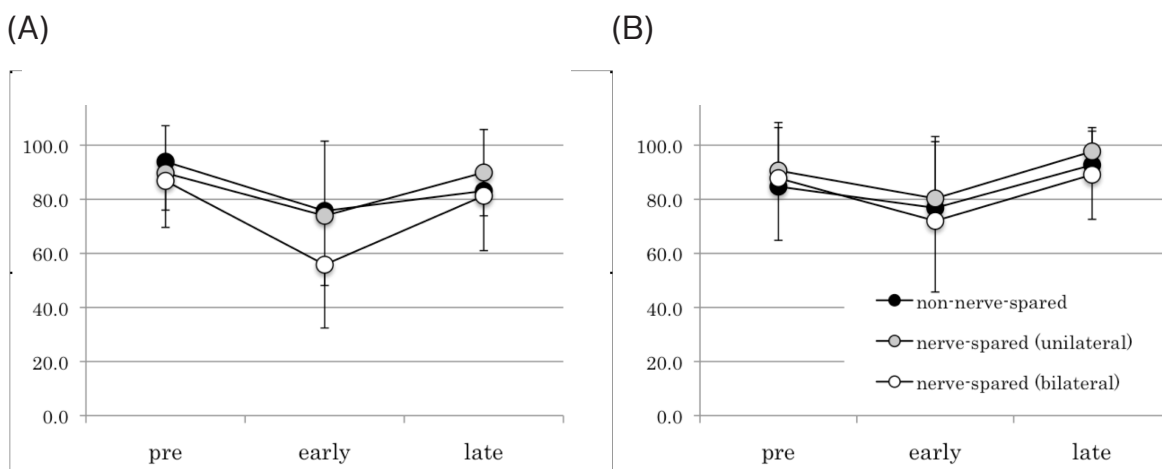 (A)
100.0
80.0
60.0
40.0
20.0
0.0
pre early late
(B)
100.0
80.0
60.0
40.0
20.0
0.0
pre early late
non-nerve-spared
nerve-spared (unilateral)
nerve-spared (bilateral)